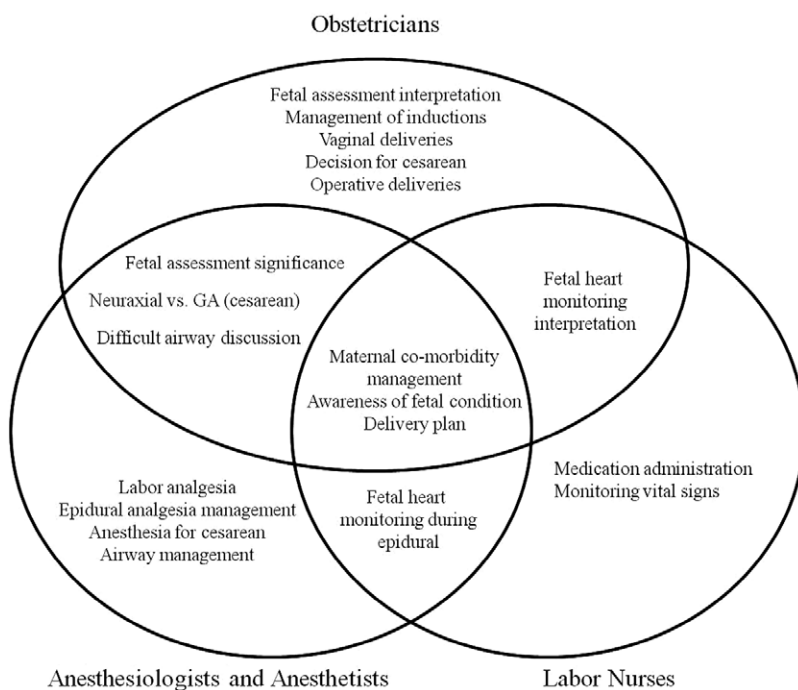 Obstetricians
Fetal assessment interpretation
Management of inductions
Vaginal deliveries
Decision for cesarean
Operative deliveries
Fetal assessment significance
Neuraxial vs. GA (cesarean)
Difficult airway discussion
Fetal heart
monitoring
interpretation
Maternal co-morbidity
management
Awareness of fetal condition
Delivery plan
Labor analgesia
Epidural analgesia management
Anesthesia for cesarean
Airway management
Fetal heart
monitoring during
epidural
Medication administration
Monitoring vital signs
Anesthesiologists and Anesthetists
Labor Nurses